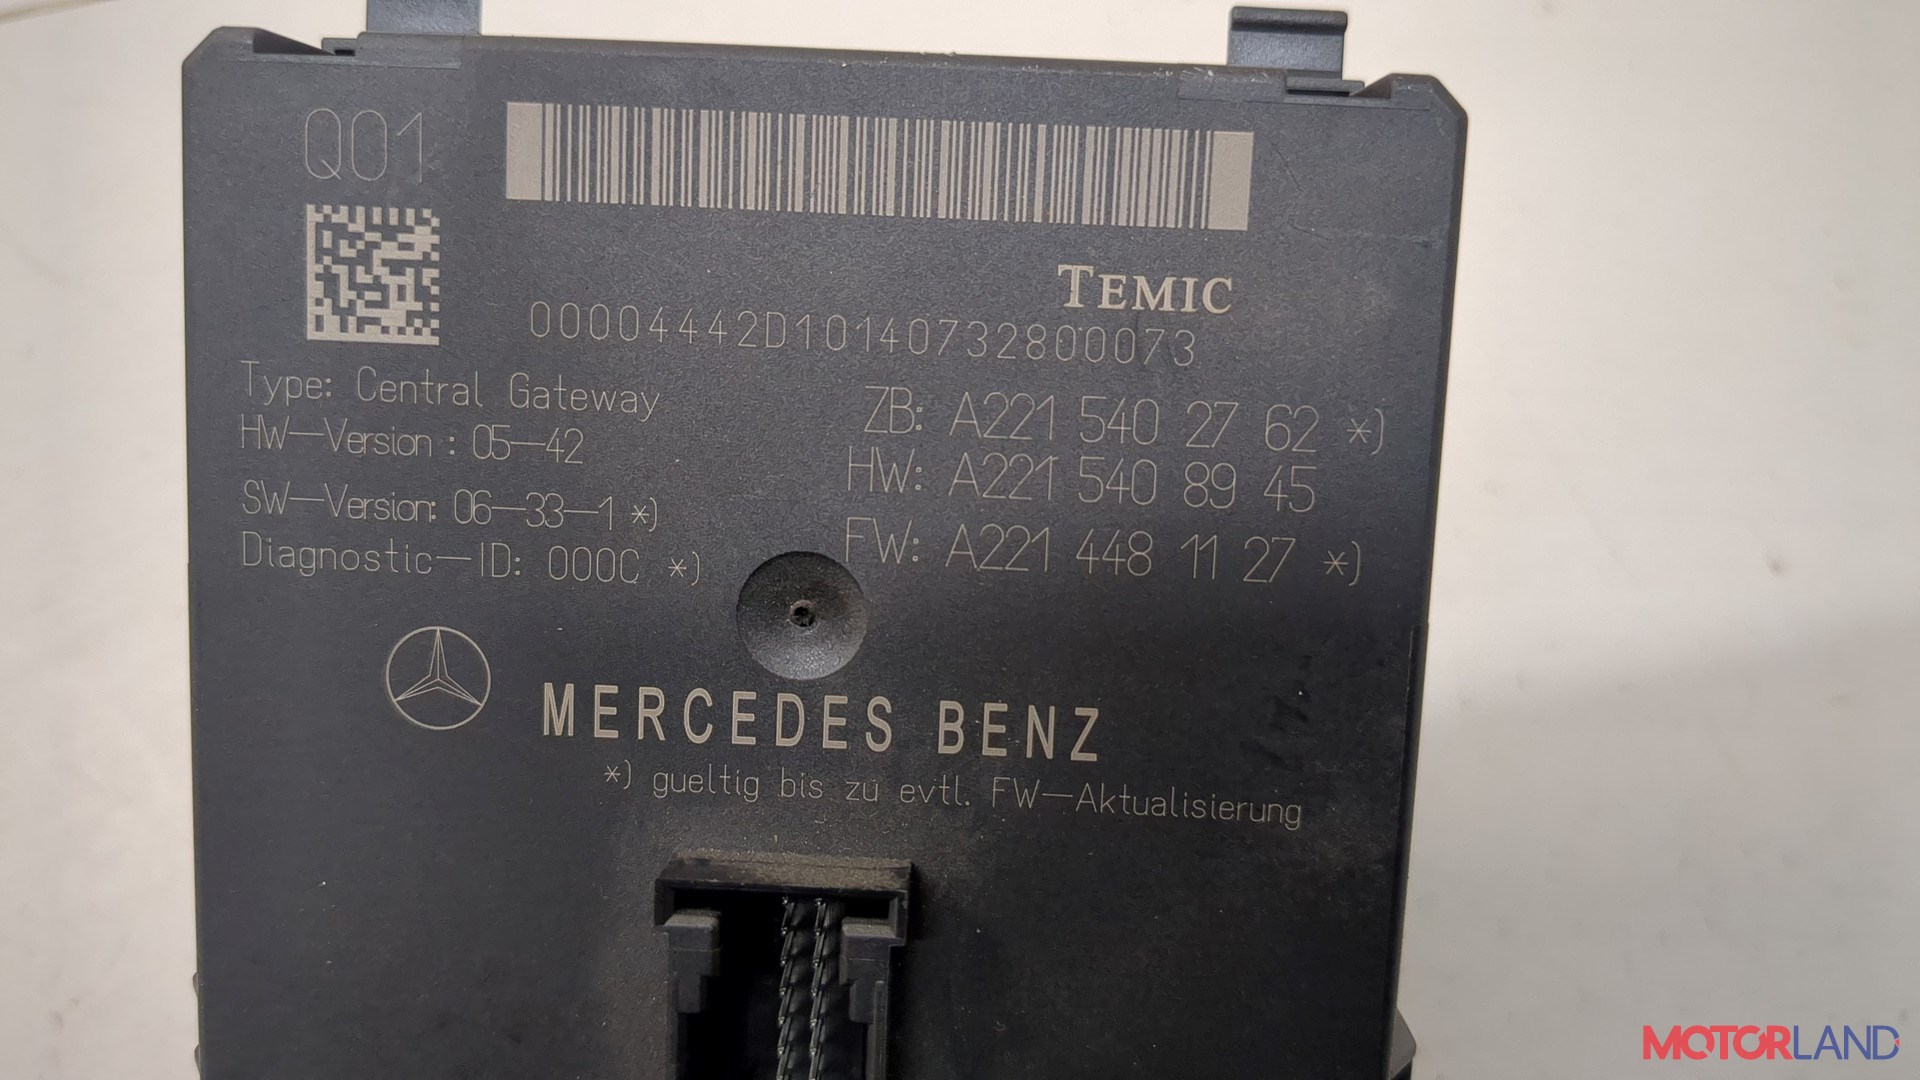 Q01
TEMIC
00004442D10140732800073
Type: Central Gateway
HW-Version : 05-42
SW-Version: 06-33-1 *)
Diagnostic-ID: 000C *)
ZB: A221 540 27 62 *)
HW: A221 540 89 45
FW: A221 448 11 27 *)
MERCEDES BENZ
*) gueltig bis zu evtl. FW-Aktualisierung
MOTORLAND